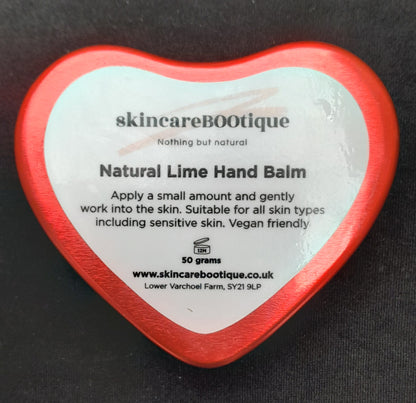 skincareBOOtique
Nothing but natural
Natural Lime Hand Balm
Apply a small amount and gently
work into the skin. Suitable for all skin types
including sensitive skin. Vegan friendly
12M
50 grams
www.skincarebootique.co.uk
Lower Varchoel Farm, SY21 9LP